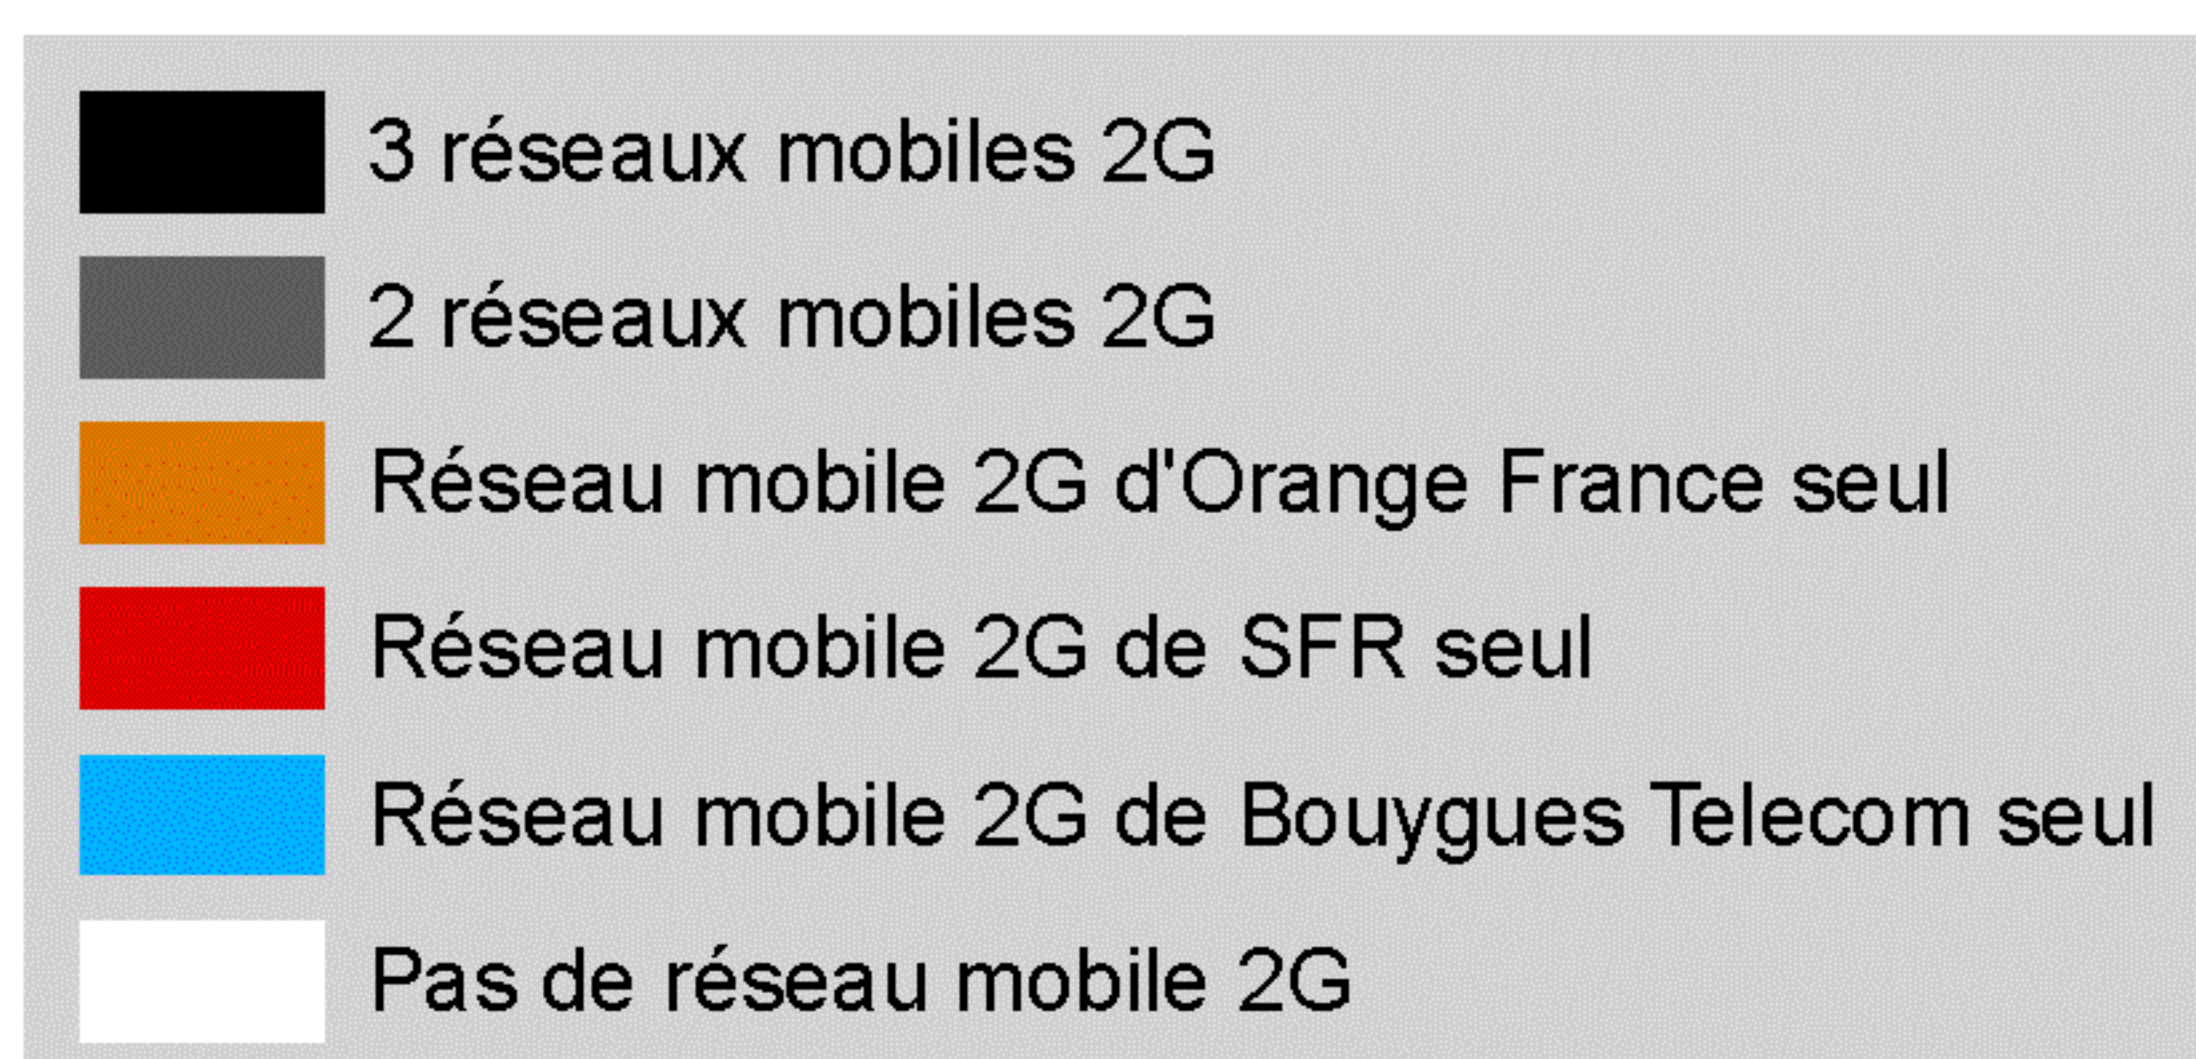 3 réseaux mobiles 2G
2 réseaux mobiles 2G
Réseau mobile 2G d'Orange France seul
Réseau mobile 2G de SFR seul
Réseau mobile 2G de Bouygues Telecom seul
Pas de réseau mobile 2G